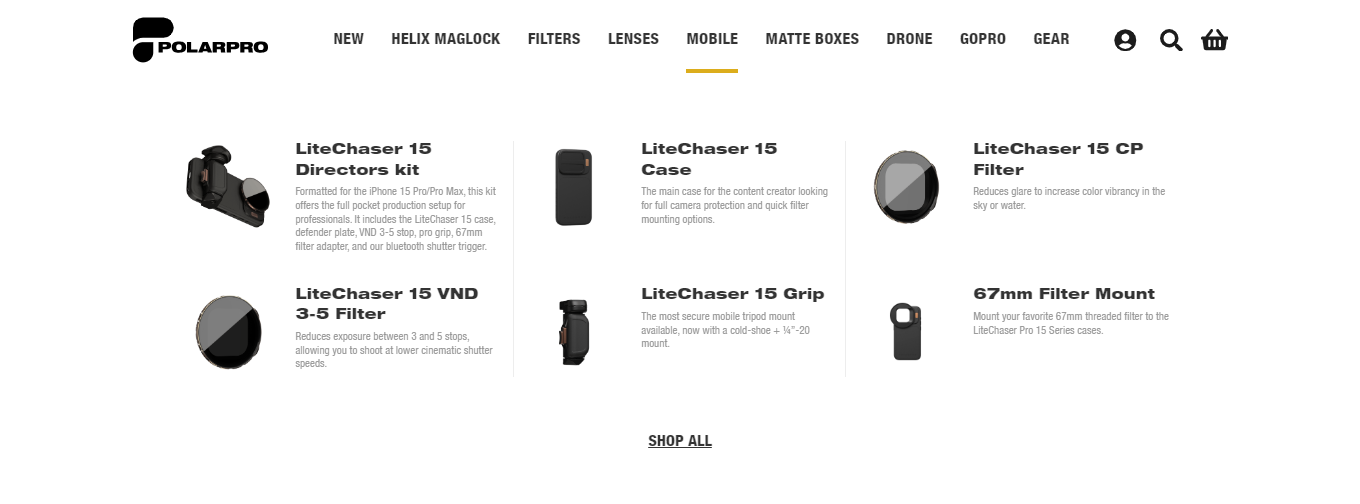 POLARPRO
NEW
HELIX MAGLOCK
FILTERS
LENSES
MOBILE
MATTE BOXES
DRONE
GOPRO
GEAR
LiteChaser 15
Directors kit
Formatted for the iPhone 15 Pro/Pro Max, this kit
offers the full pocket production setup for
professionals. It includes the LiteChaser 15 case,
defender plate, VND 3-5 stop, pro grip, 67mm
filter adapter, and our bluetooth shutter trigger.
LiteChaser 15
Case
The main case for the content creator looking
for full camera protection and quick filter
mounting options.
LiteChaser 15 CP
Filter
Reduces glare to increase color vibrancy in the
sky or water.
LiteChaser 15 VND
3-5 Filter
Reduces exposure between 3 and 5 stops,
allowing you to shoot at lower cinematic shutter
speeds.
LiteChaser 15 Grip
The most secure mobile tripod mount
available, now with a cold-shoe + ¼”-20
mount.
67mm Filter Mount
Mount your favorite 67mm threaded filter to the
LiteChaser Pro 15 Series cases.
SHOP ALL